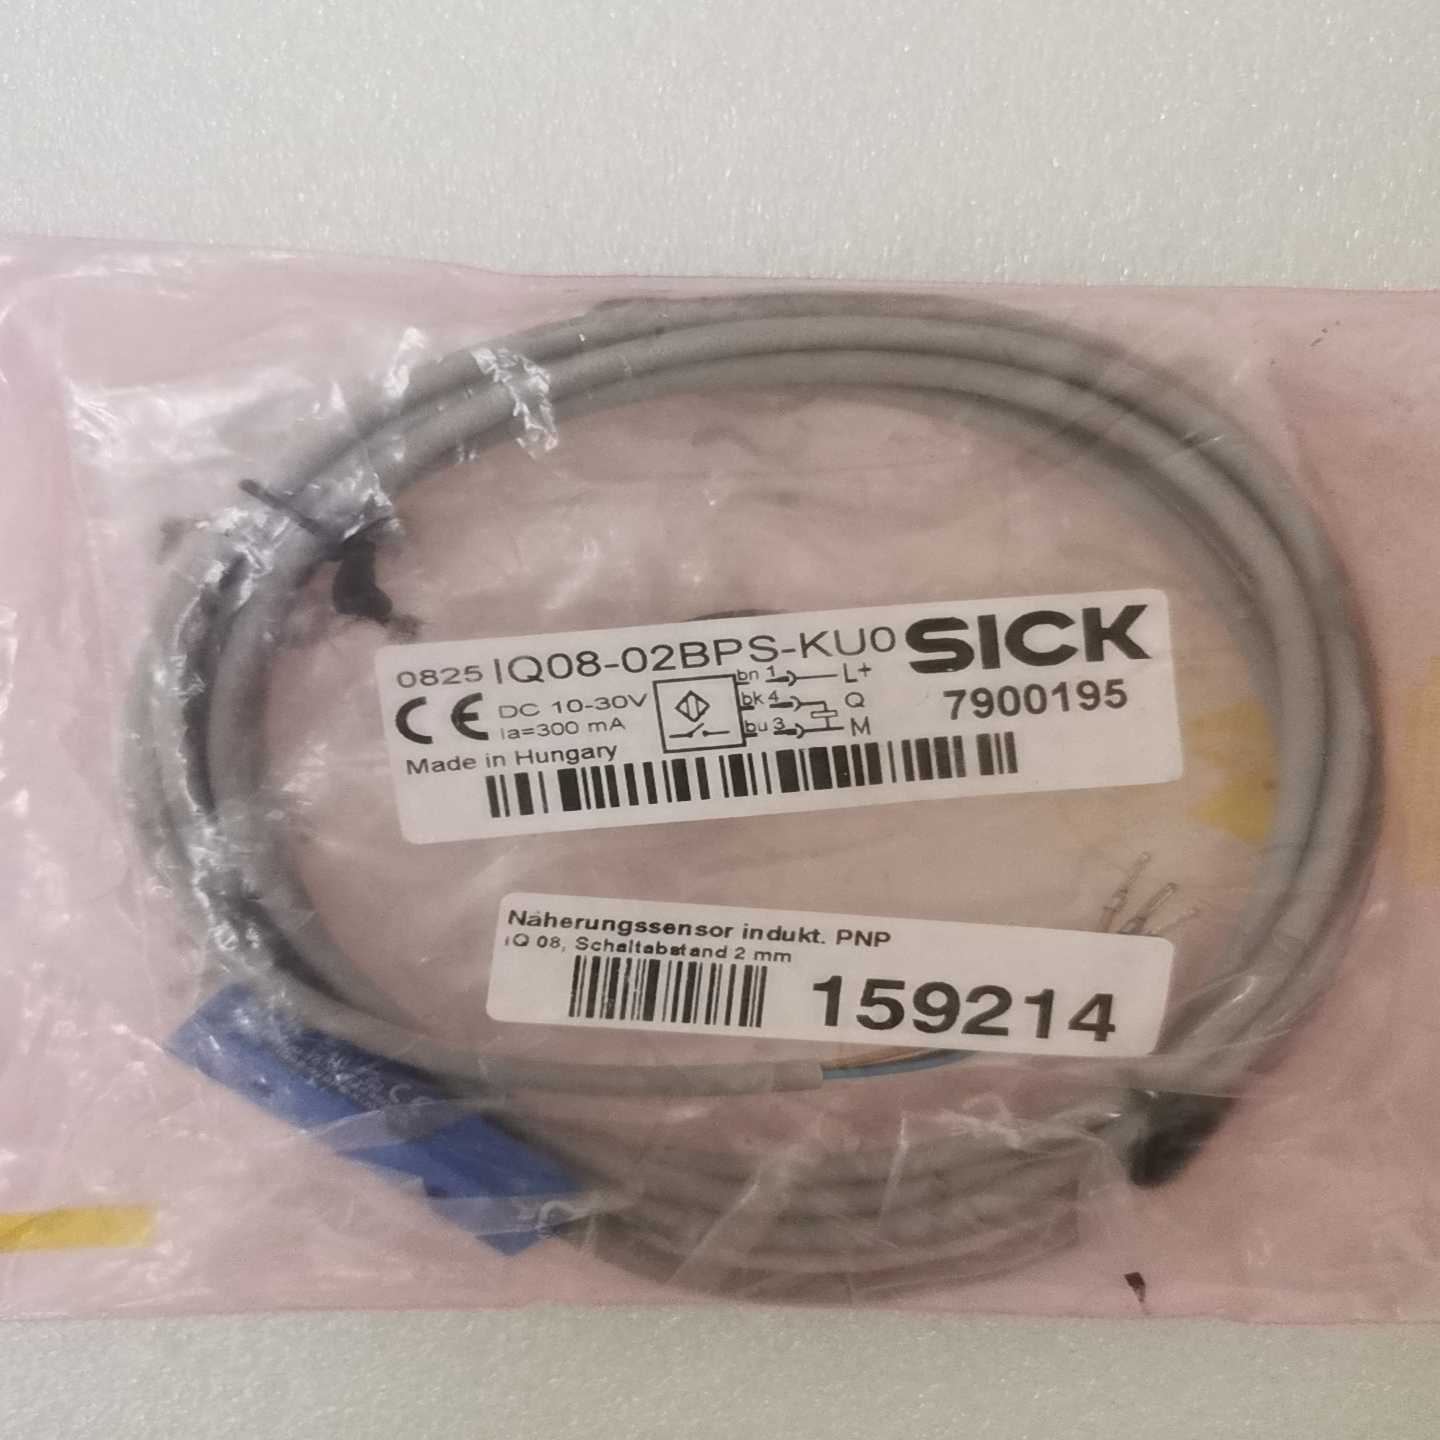 0825 IQ08-02BPS-KU0 SICK
7900195
CE DC 10-30V
Ia=300 mA
bn 1 L+
bk 4 Q
bu 3 M
Made in Hungary
Näherungssensor indukt. PNP
IQ 08, Schaltabstand 2 mm
159214